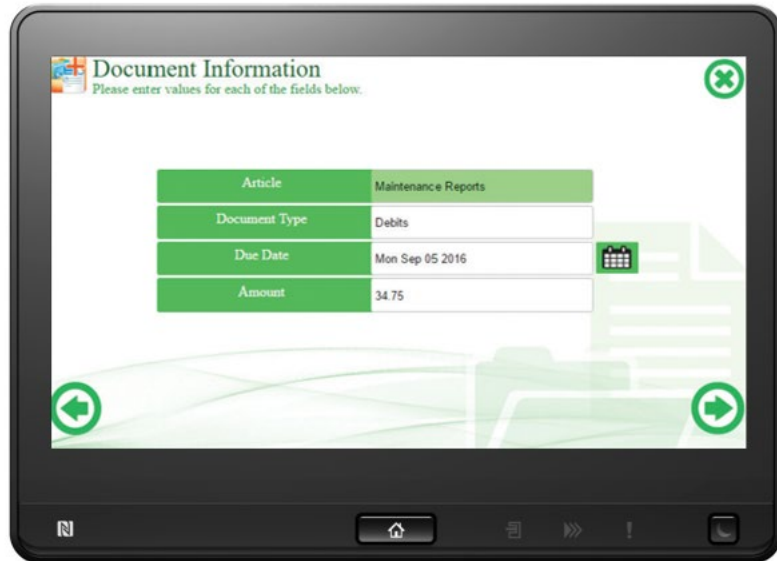 Document Information
Please enter values for each of the fields below.
Article Maintenance Reports
Document Type Debits
Due Date Mon Sep 05 2016
Amount 34.75